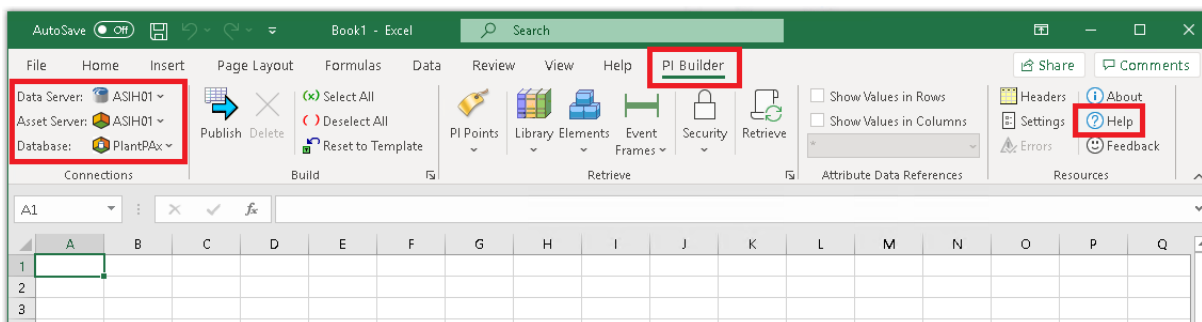 AutoSave Off Book1 - Excel Search
File Home Insert Page Layout Formulas Data Review View Help PI Builder Share Comments
Data Server: ASIH01
Asset Server: ASIH01
Database: PlantPAx
Connections
Publish Delete
(x) Select All
( ) Deselect All
Reset to Template
Build
PI Points Library Elements Event Frames Security Retrieve
Retrieve
Show Values in Rows
Show Values in Columns
*
Attribute Data References
Headers About
Settings Help
Errors Feedback
Resources
A1 fx
A B C D E F G H I J K L M N O P Q
1
2
3